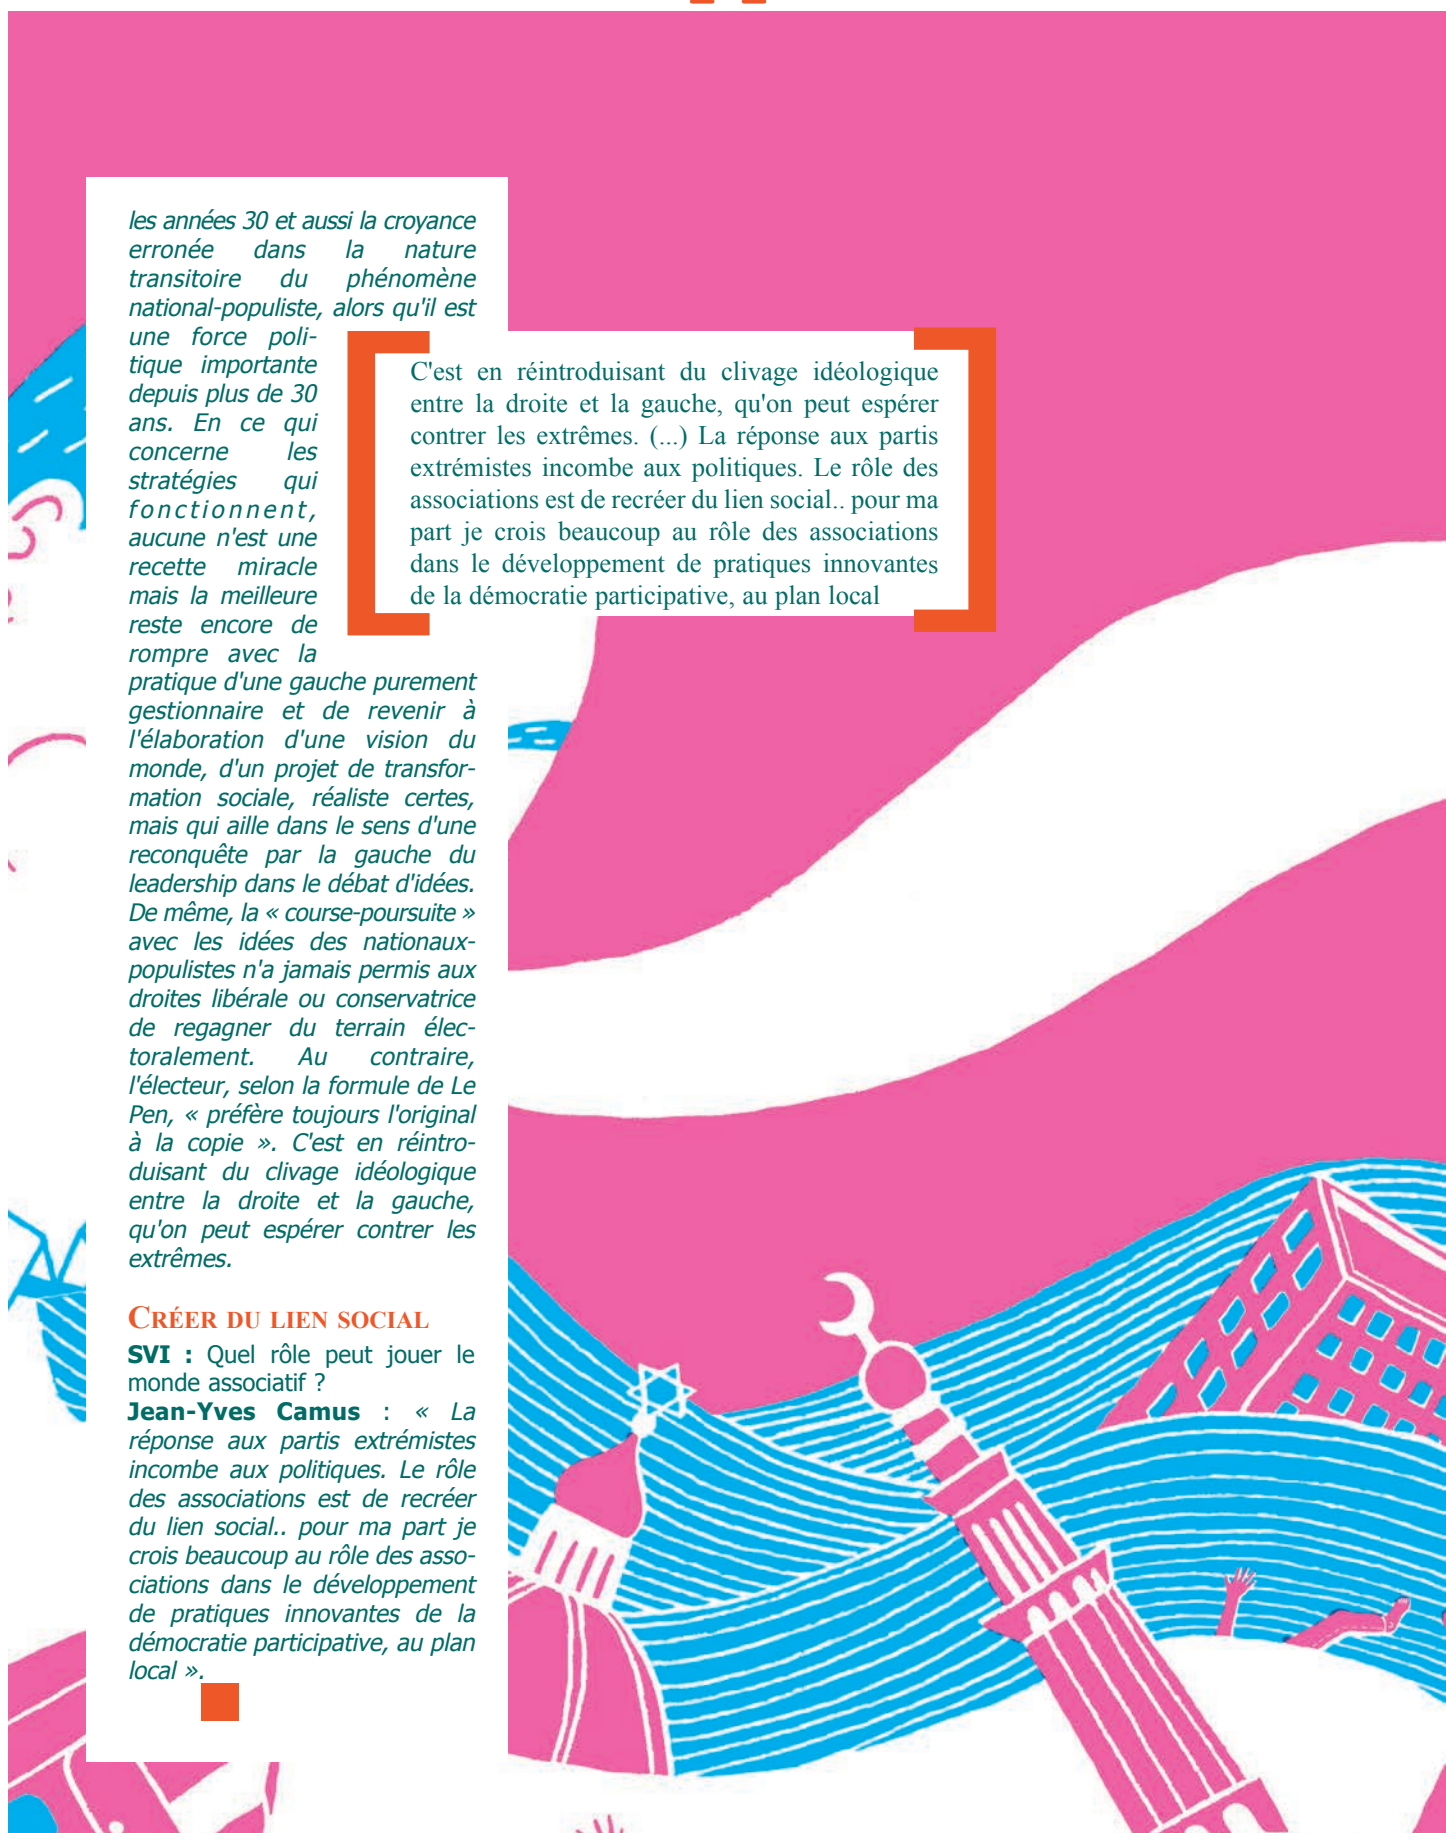 les années 30 et aussi la croyance
erronée dans la nature
transitoire du phénomène
national-populiste, alors qu'il est
une force poli-
tique importante
depuis plus de 30
ans. En ce qui
concerne les
stratégies qui
fonctionnent,
aucune n'est une
recette miracle
mais la meilleure
reste encore de
rompre avec la
pratique d'une gauche purement
gestionnaire et de revenir à
l'élaboration d'une vision du
monde, d'un projet de transfor-
mation sociale, réaliste certes,
mais qui aille dans le sens d'une
reconquête par la gauche du
leadership dans le débat d'idées.
De même, la « course-poursuite »
avec les idées des nationaux-
populistes n'a jamais permis aux
droites libérale ou conservatrice
de regagner du terrain élec-
toralement. Au contraire,
l'électeur, selon la formule de Le
Pen, « préfère toujours l'original
à la copie ». C'est en réintro-
duisant du clivage idéologique
entre la droite et la gauche,
qu'on peut espérer contrer les
extrêmes.
CRÉER DU LIEN SOCIAL
SVI : Quel rôle peut jouer le
monde associatif ?
Jean-Yves Camus : « La
réponse aux partis extrémistes
incombe aux politiques. Le rôle
des associations est de recréer
du lien social.. pour ma part je
crois beaucoup au rôle des asso-
ciations dans le développement
de pratiques innovantes de la
démocratie participative, au plan
local ».
C'est en réintroduisant du clivage idéologique
entre la droite et la gauche, qu'on peut espérer
contrer les extrêmes. (...) La réponse aux partis
extrémistes incombe aux politiques. Le rôle des
associations est de recréer du lien social.. pour ma
part je crois beaucoup au rôle des associations
dans le développement de pratiques innovantes
de la démocratie participative, au plan local